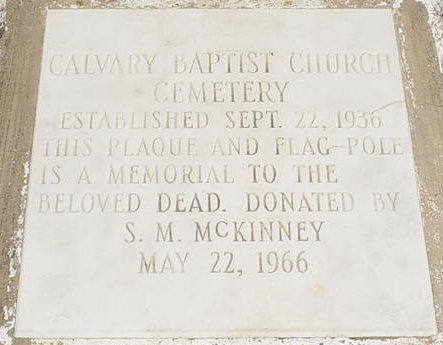 CALVARY BAPTIST CHURCH
CEMETERY
ESTABLISHED SEPT. 22, 1936
THIS PLAQUE AND FLAG-POLE
IS A MEMORIAL TO THE
BELOVED DEAD. DONATED BY
S. M. McKINNEY
MAY 22, 1966